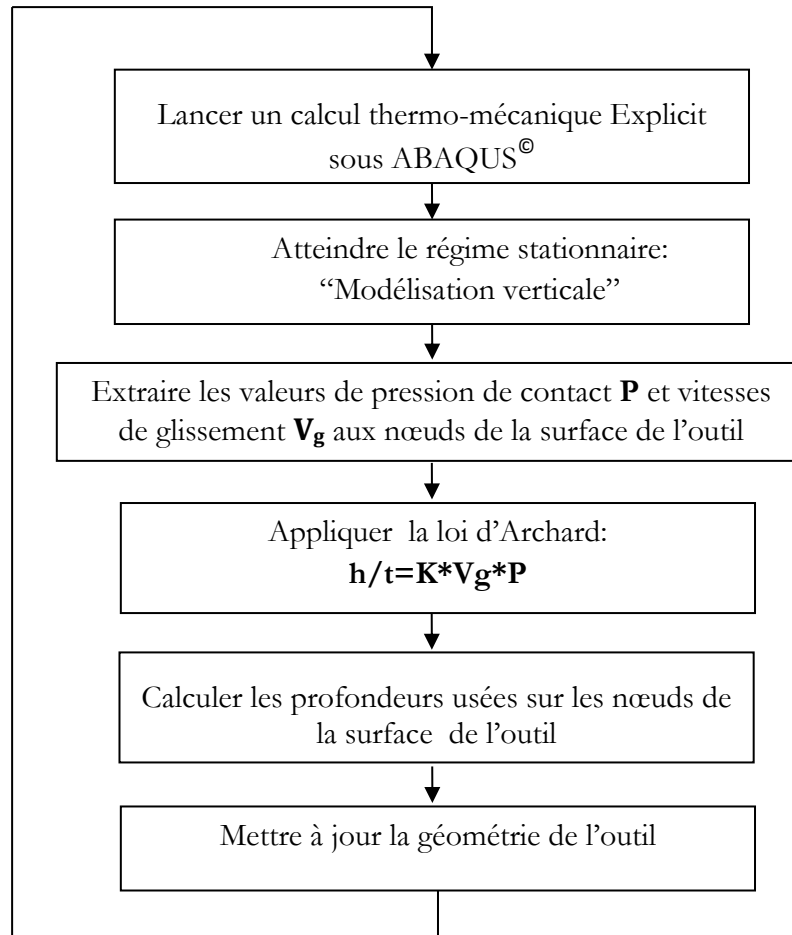 Lancer un calcul thermo-mécanique Explicit
sous ABAQUS©
Atteindre le régime stationnaire:
“Modélisation verticale”
Extraire les valeurs de pression de contact P et vitesses
de glissement Vg aux nœuds de la surface de l’outil
Appliquer la loi d’Archard:
h/t=K*Vg*P
Calculer les profondeurs usées sur les nœuds de
la surface de l’outil
Mettre à jour la géométrie de l’outil